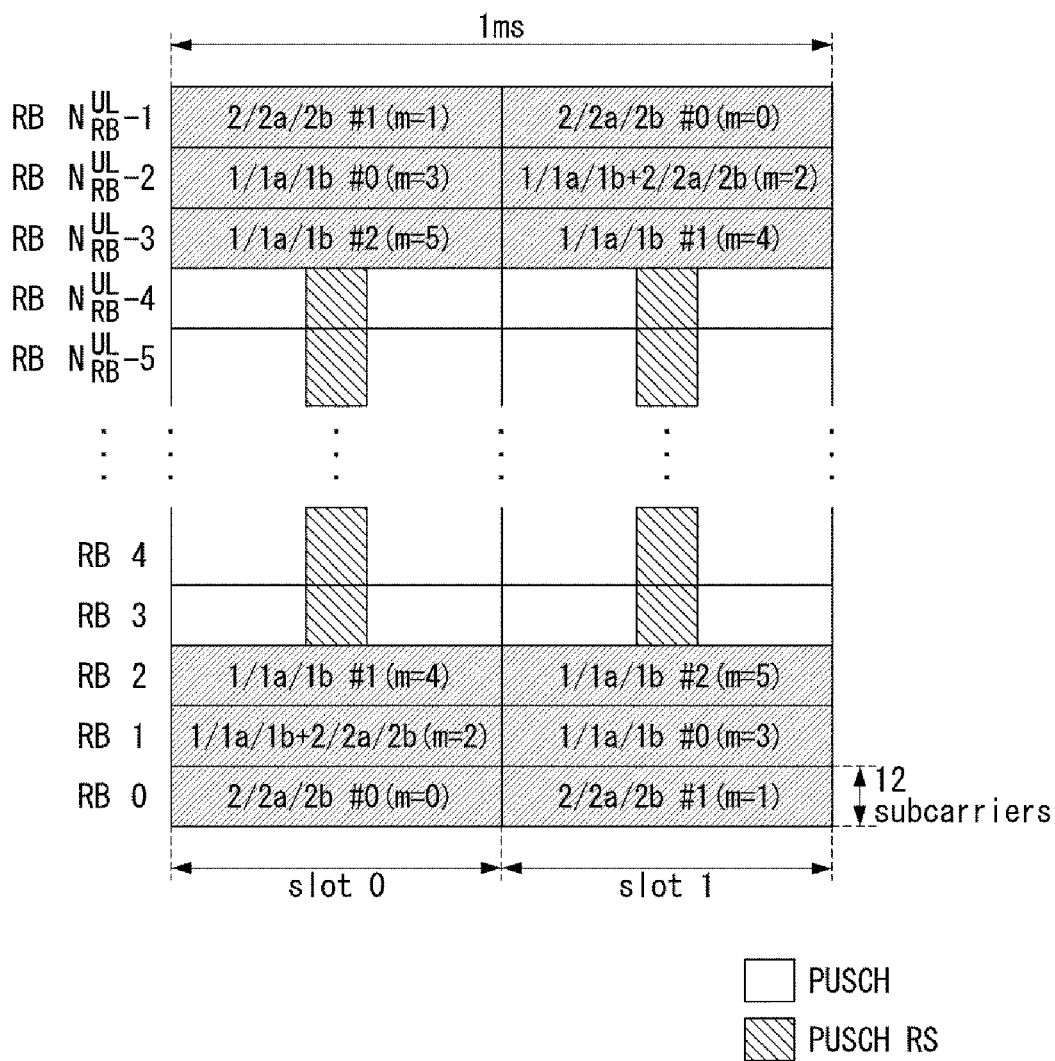 1ms
RB N^UL_RB-1 2/2a/2b #1(m=1) 2/2a/2b #0(m=0)
RB N^UL_RB-2 1/1a/1b #0(m=3) 1/1a/1b+2/2a/2b(m=2)
RB N^UL_RB-3 1/1a/1b #2(m=5) 1/1a/1b #1(m=4)
RB N^UL_RB-4
RB N^UL_RB-5
RB 4
RB 3
RB 2 1/1a/1b #1(m=4) 1/1a/1b #2(m=5)
RB 1 1/1a/1b+2/2a/2b(m=2) 1/1a/1b #0(m=3)
RB 0 2/2a/2b #0(m=0) 2/2a/2b #1(m=1)
12
subcarriers
slot 0 slot 1
PUSCH
PUSCH RS